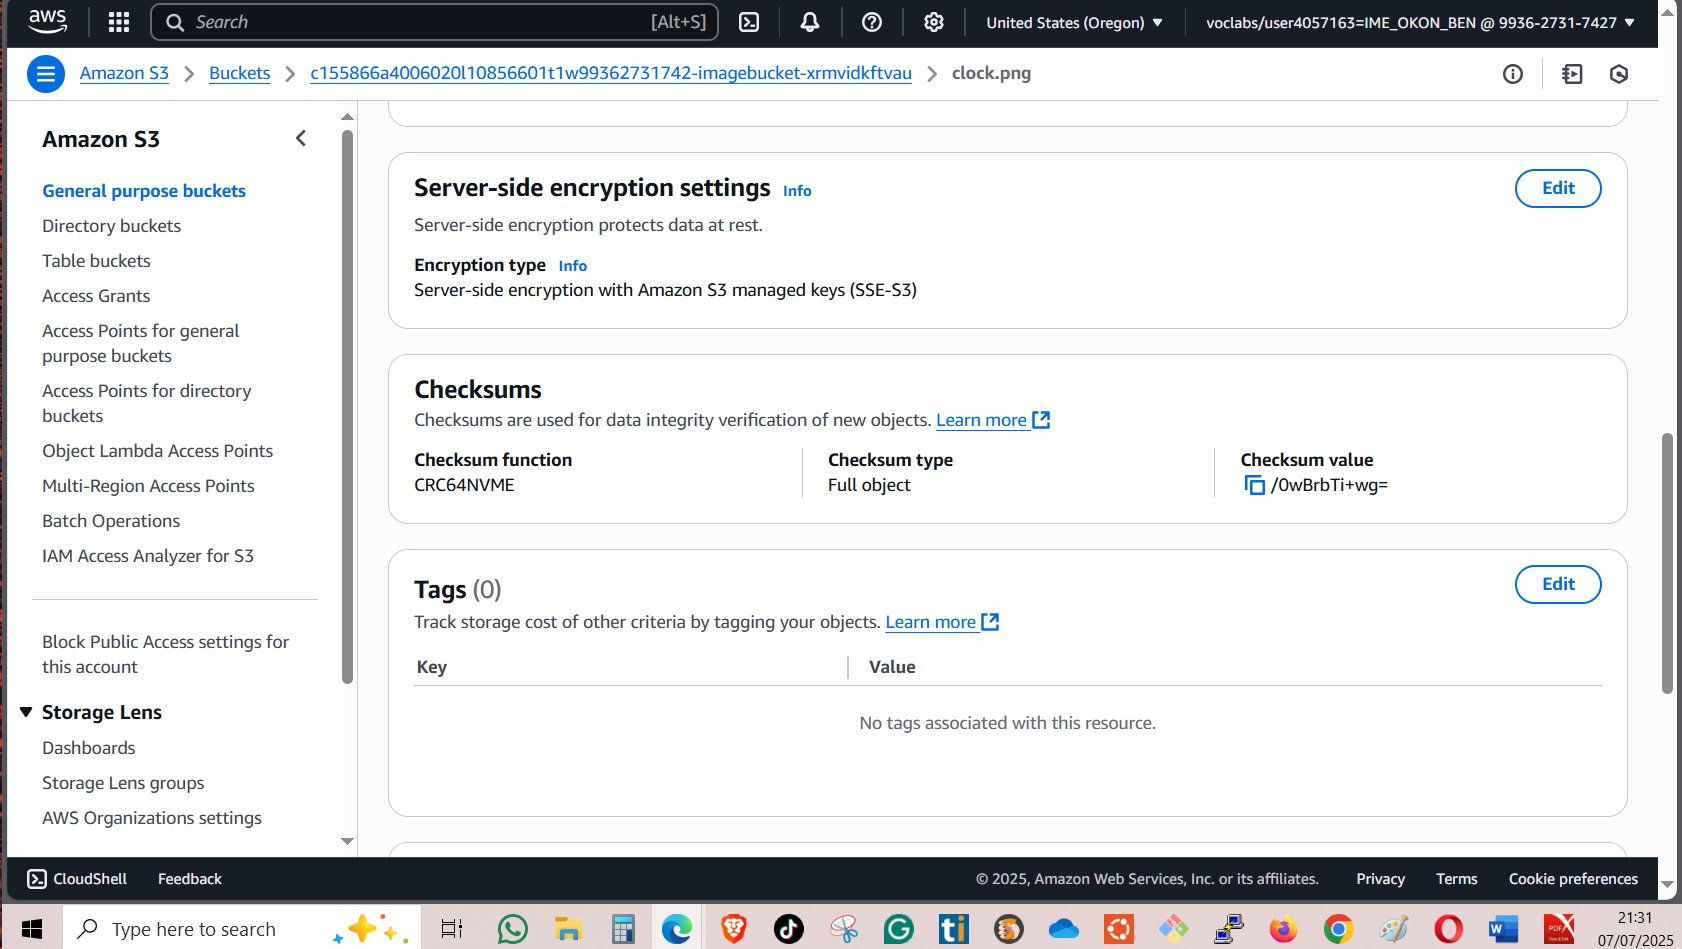 aws
Search
[Alt+S]
United States (Oregon)
voclabs/user4057163=IME_OKON_BEN @ 9936-2731-7427
Amazon S3
Buckets
c155866a4006020l10856601t1w99362731742-imagebucket-xrmvidkftvau
clock.png
Amazon S3
General purpose buckets
Directory buckets
Table buckets
Access Grants
Access Points for general
purpose buckets
Access Points for directory
buckets
Object Lambda Access Points
Multi-Region Access Points
Batch Operations
IAM Access Analyzer for S3
Block Public Access settings for
this account
Storage Lens
Dashboards
Storage Lens groups
AWS Organizations settings
Server-side encryption settings Info
Edit
Server-side encryption protects data at rest.
Encryption type Info
Server-side encryption with Amazon S3 managed keys (SSE-S3)
Checksums
Checksums are used for data integrity verification of new objects. Learn more
Checksum function
CRC64NVME
Checksum type
Full object
Checksum value
/0wBrbTi+wg=
Tags (0)
Edit
Track storage cost of other criteria by tagging your objects. Learn more
Key
Value
No tags associated with this resource.
CloudShell
Feedback
© 2025, Amazon Web Services, Inc. or its affiliates.
Privacy
Terms
Cookie preferences
Type here to search
ti
W
PDF
21:31
07/07/2025